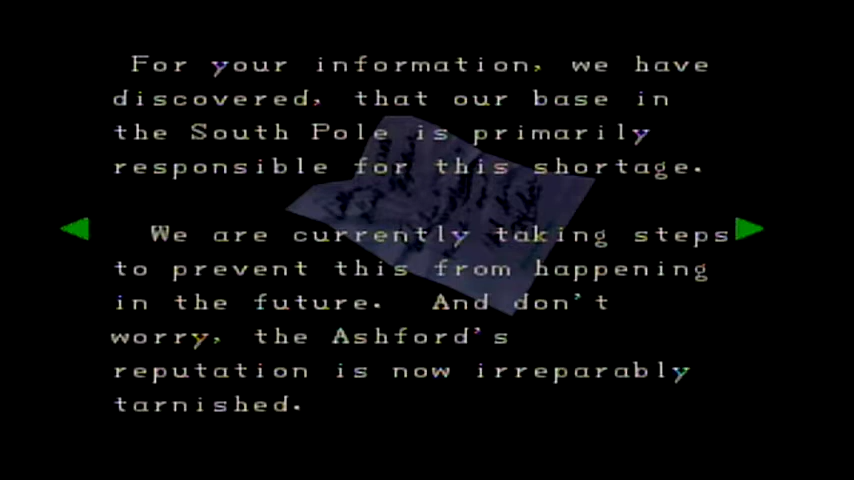 For your information, we have
discovered, that our base in
the South Pole is primarily
responsible for this shortage.
We are currently taking steps
to prevent this from happening
in the future. And don't
worry, the Ashford's
reputation is now irreparably
tarnished.